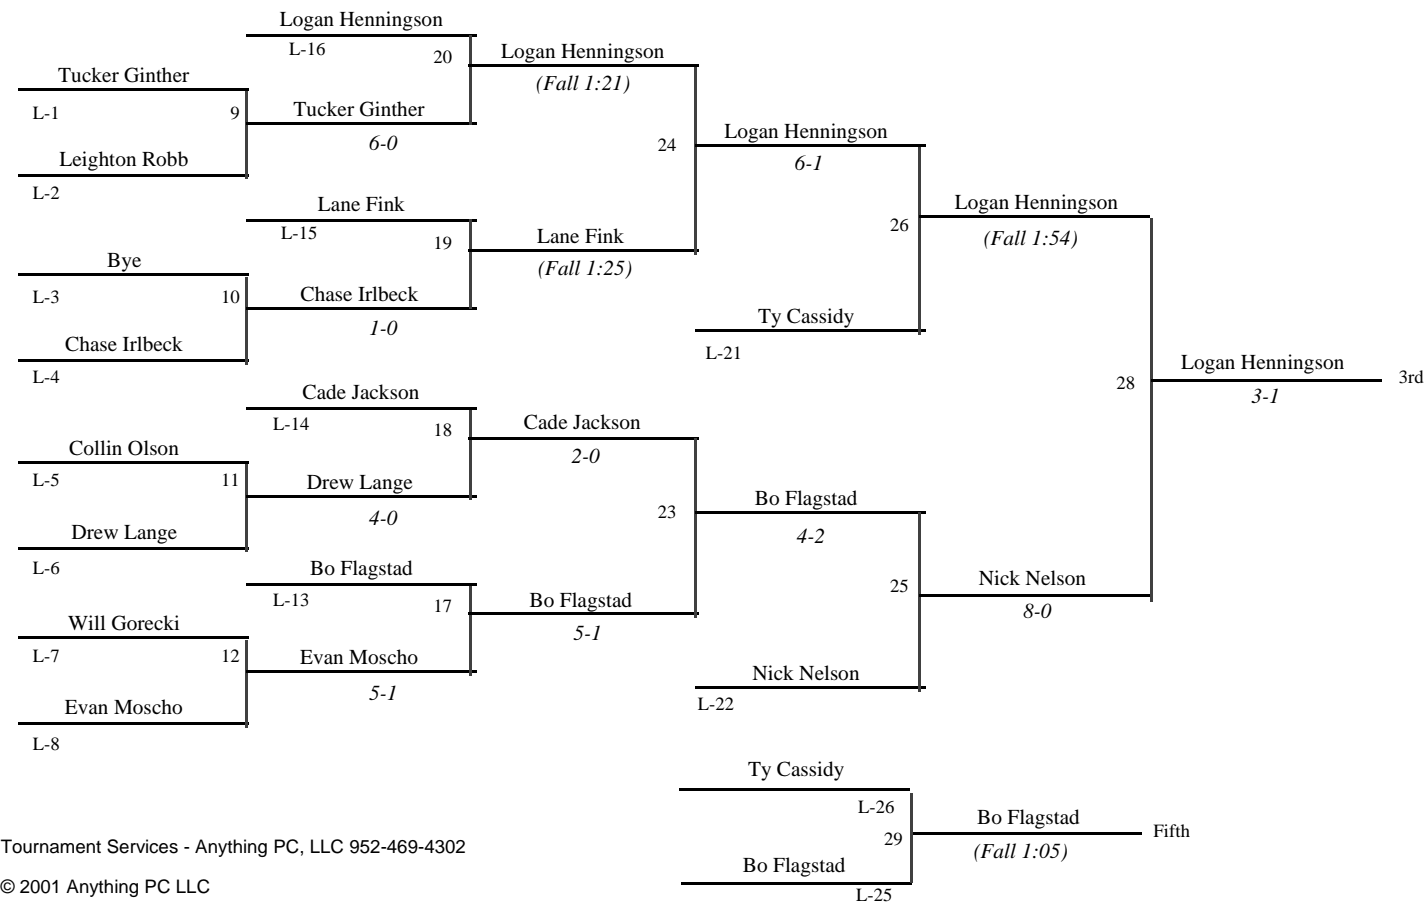 Logan Henningson
L-16
20
Logan Henningson
(Fall 1:21)
Tucker Ginther
L-1
9
Tucker Ginther
6-0
Leighton Robb
L-2
24
Logan Henningson
6-1
Lane Fink
L-15
19
Lane Fink
(Fall 1:25)
Bye
L-3
10
Chase Irlbeck
1-0
Chase Irlbeck
L-4
26
Logan Henningson
(Fall 1:54)
Ty Cassidy
L-21
28
Logan Henningson
3-1
3rd
Cade Jackson
L-14
18
Cade Jackson
2-0
Collin Olson
L-5
11
Drew Lange
4-0
Drew Lange
L-6
23
Bo Flagstad
4-2
Bo Flagstad
L-13
17
Bo Flagstad
5-1
Will Gorecki
L-7
12
Evan Moscho
5-1
Evan Moscho
L-8
25
Nick Nelson
8-0
Nick Nelson
L-22
Ty Cassidy
L-26
29
Bo Flagstad
(Fall 1:05)
Fifth
Bo Flagstad
L-25
Tournament Services - Anything PC, LLC 952-469-4302
© 2001 Anything PC LLC